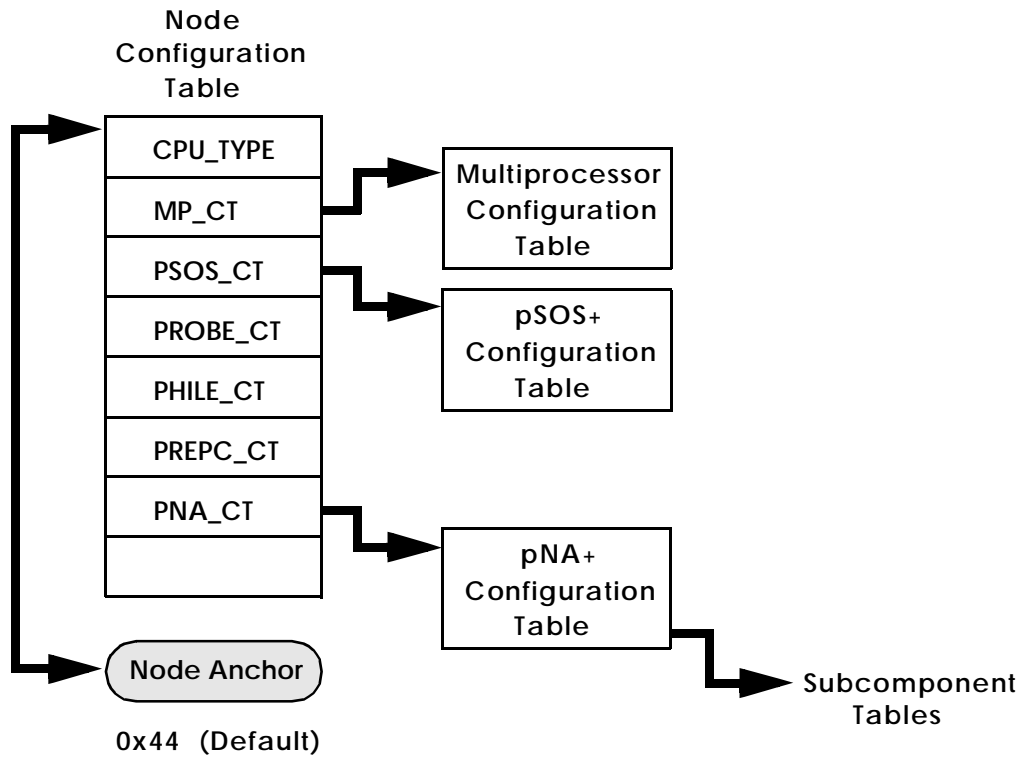 Node
Configuration
Table
CPU_TYPE
MP_CT
PSOS_CT
PROBE_CT
PHILE_CT
PREPC_CT
PNA_CT
Multiprocessor
Configuration
Table
pSOS+
Configuration
Table
pNA+
Configuration
Table
Subcomponent
Tables
Node Anchor
0x44 (Default)